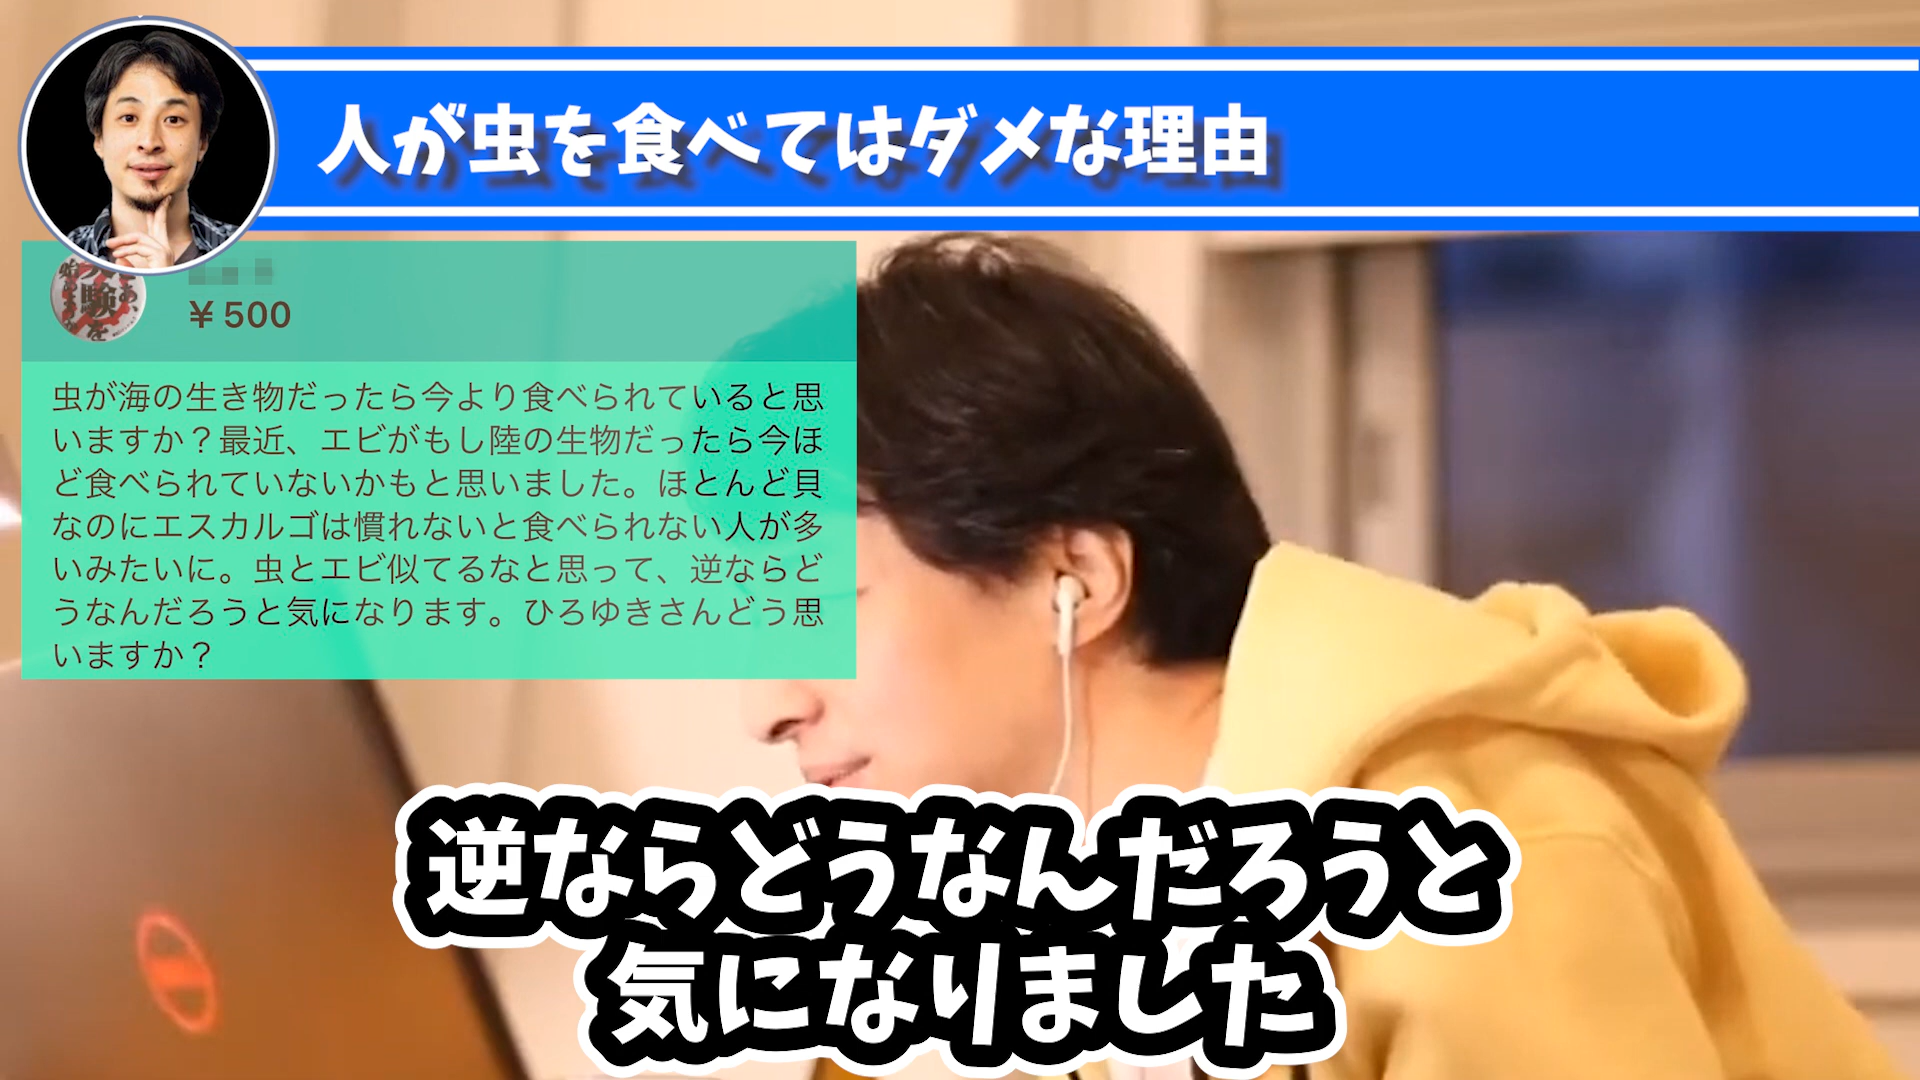 人が虫を食べてはダメな理由
験を
¥500
虫が海の生き物だったら今より食べられていると思
いますか？最近、エビがもし陸の生物だったら今ほ
ど食べられていないかもと思いました。ほとんど貝
なのにエスカルゴは慣れないと食べられない人が多
いみたいに。虫とエビ似てるなと思って、逆ならど
うなんだろうと気になります。ひろゆきさんどう思
いますか？
逆ならどうなんだろうと
気になりました